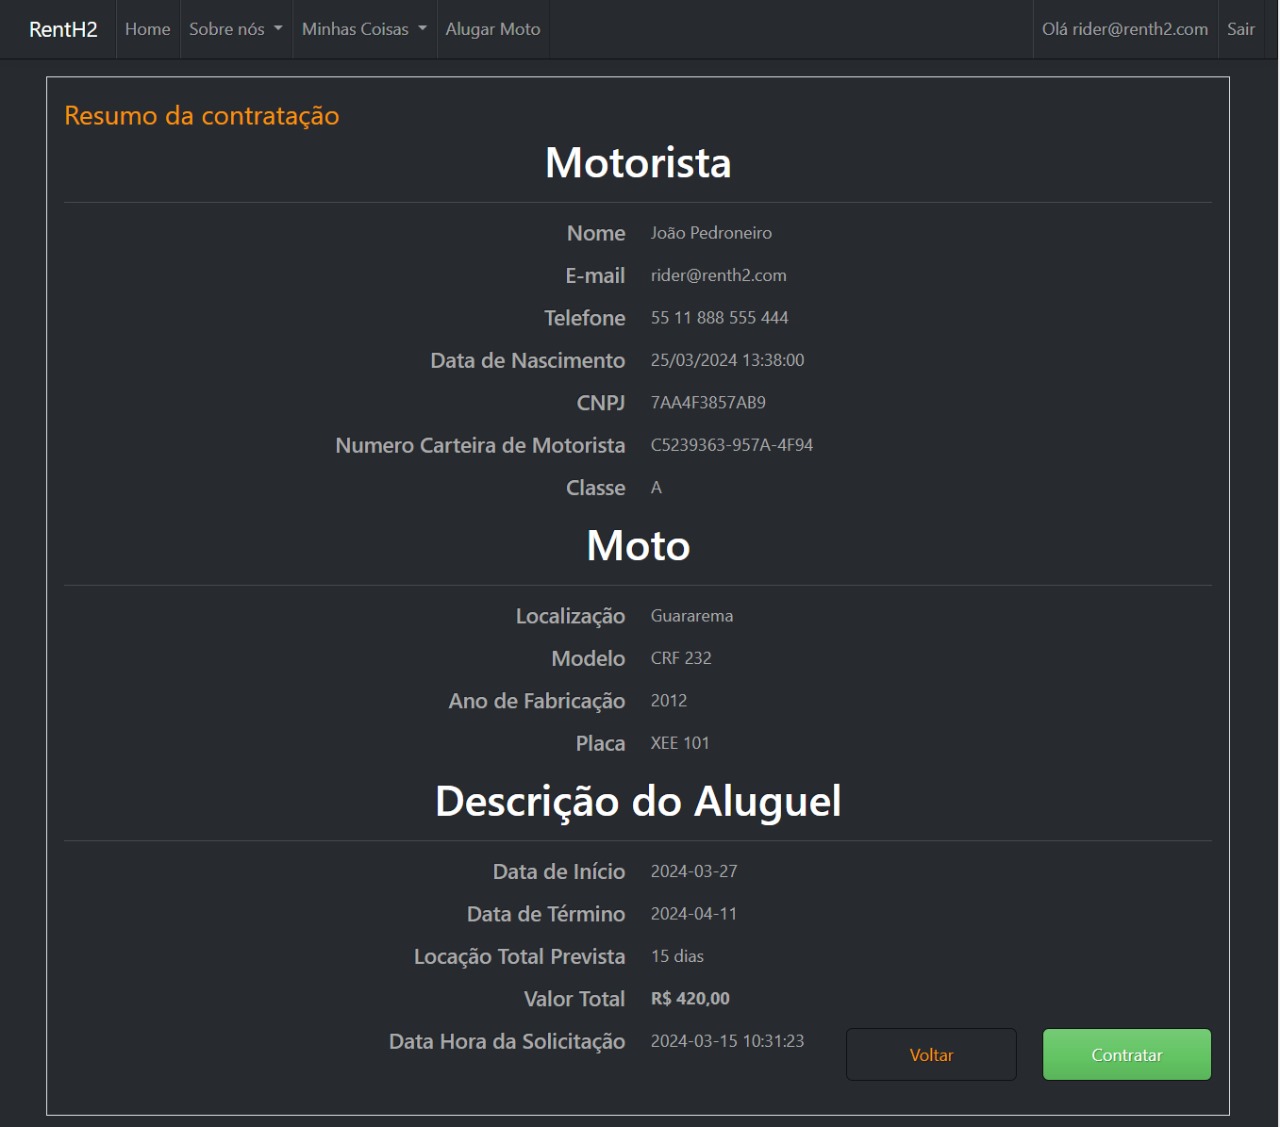 RentH2 Home Sobre nós Minhas Coisas Alugar Moto Olá rider@renth2.com Sair
Resumo da contratação
Motorista
Nome João Pedroneiro
E-mail rider@renth2.com
Telefone 55 11 888 555 444
Data de Nascimento 25/03/2024 13:38:00
CNPJ 7AA4F3857AB9
Numero Carteira de Motorista C5239363-957A-4F94
Classe A
Moto
Localização Guararema
Modelo CRF 232
Ano de Fabricação 2012
Placa XEE 101
Descrição do Aluguel
Data de Início 2024-03-27
Data de Término 2024-04-11
Locação Total Prevista 15 dias
Valor Total R$ 420,00
Data Hora da Solicitação 2024-03-15 10:31:23
Voltar Contratar